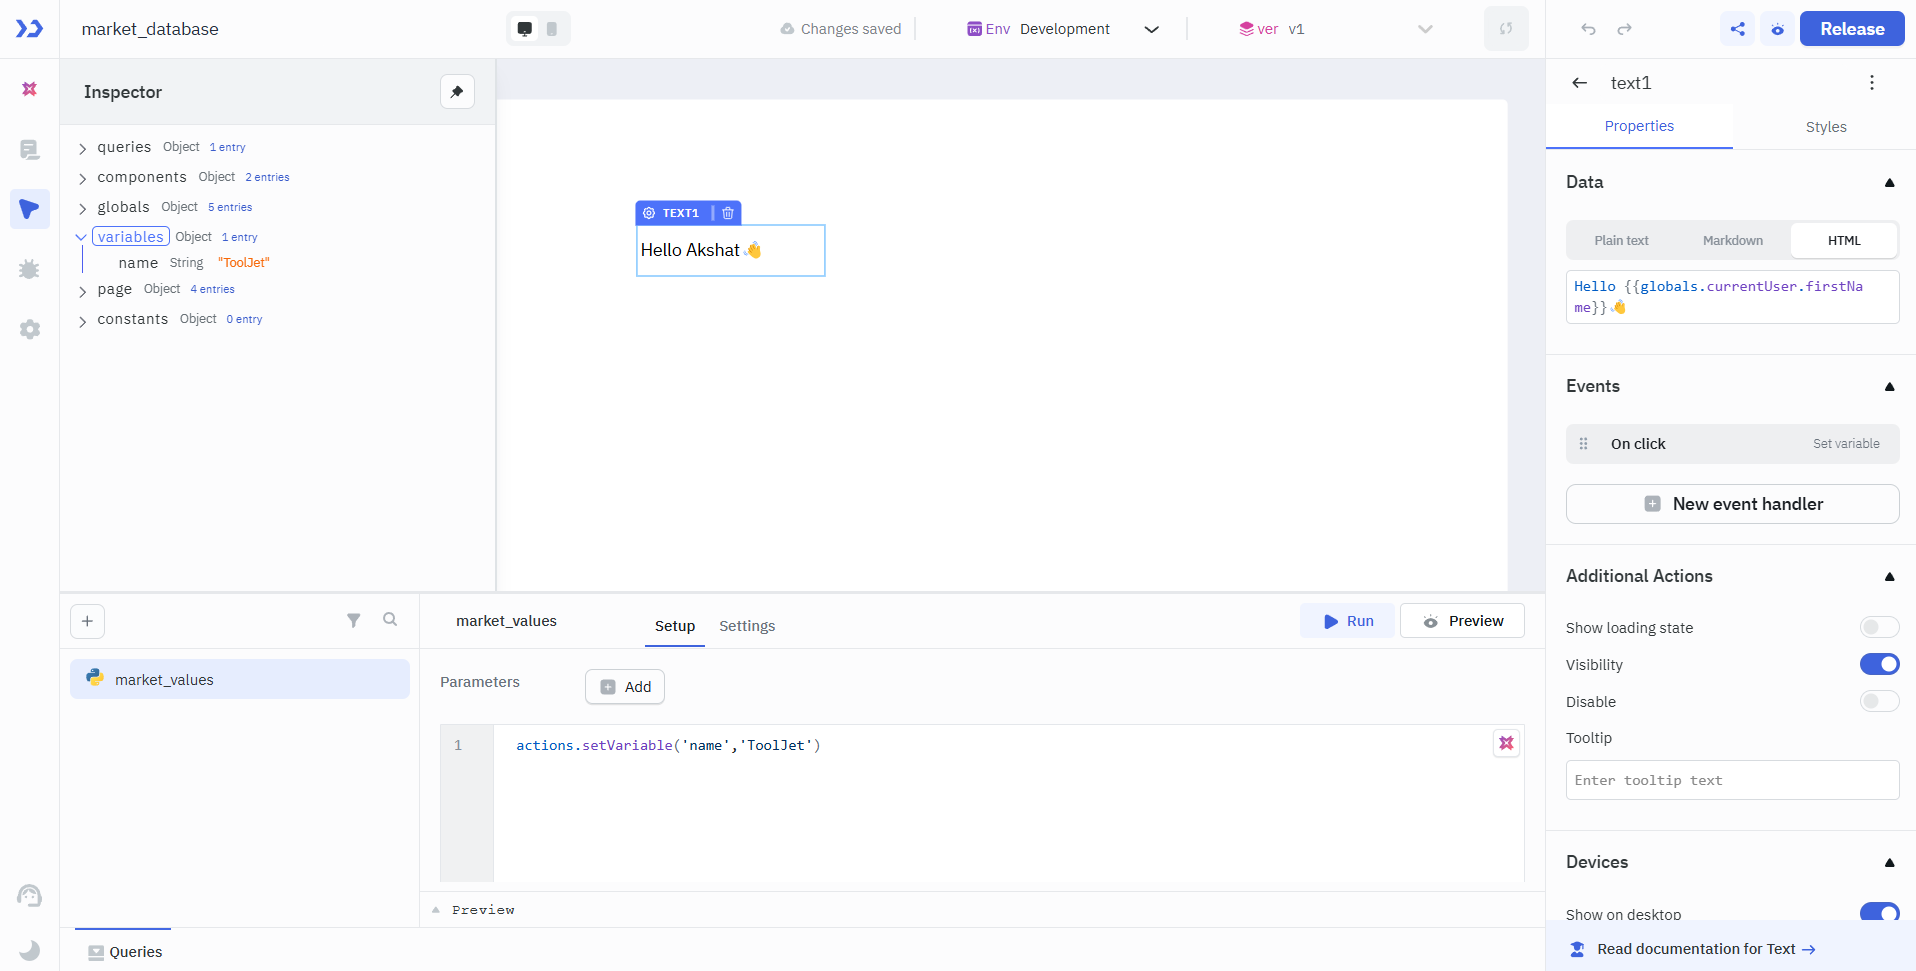 market_database
Changes saved
Env Development
ver v1
Release
Inspector
queries Object 1 entry
components Object 2 entries
globals Object 5 entries
variables Object 1 entry
name String "ToolJet"
page Object 4 entries
constants Object 0 entry
TEXT1
Hello Akshat 👋
text1
Properties Styles
Data
Plain text Markdown HTML
Hello {{globals.currentUser.firstNa
me}}👋
Events
On click Set variable
New event handler
Additional Actions
Show loading state
Visibility
Disable
Tooltip
Enter tooltip text
Devices
Show on desktop
Read documentation for Text →
market_values
market_values
Setup Settings
Run
Preview
Parameters
Add
1 actions.setVariable('name','ToolJet')
Preview
Queries